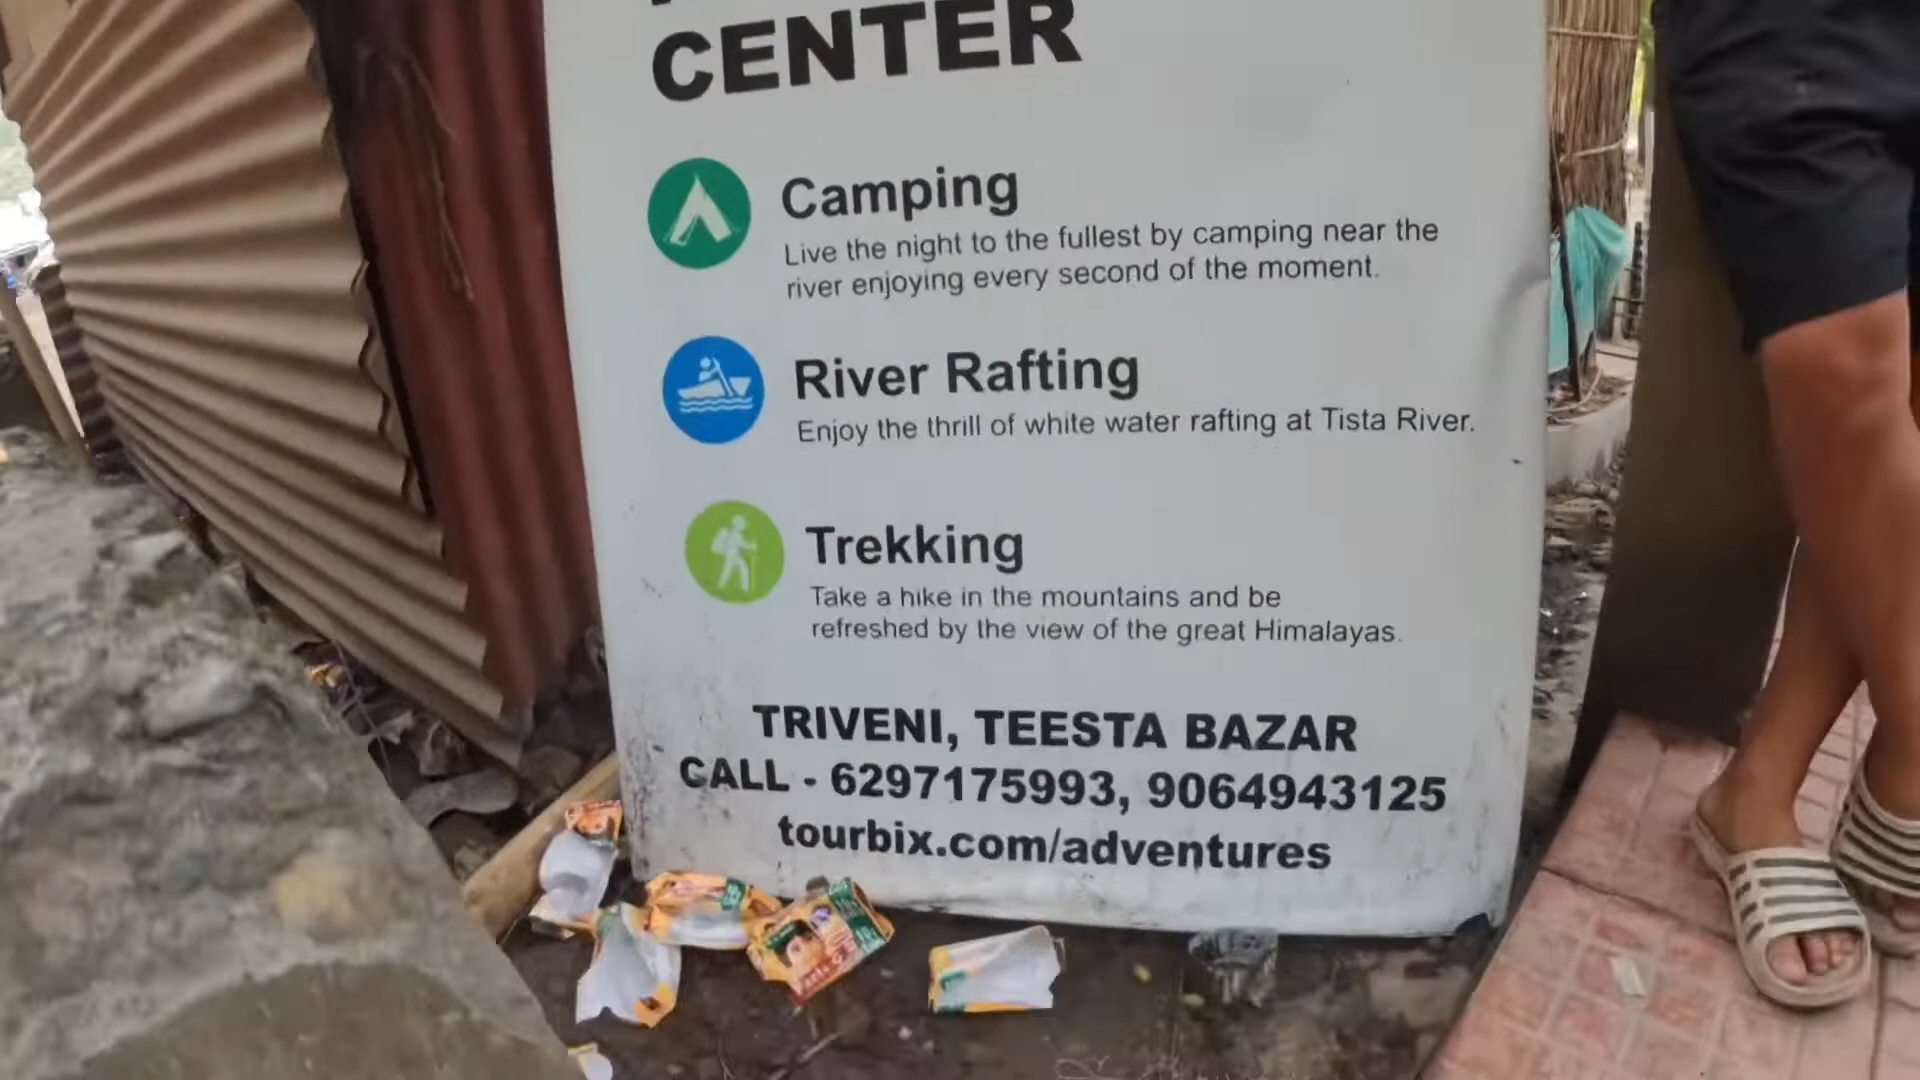 CENTER
Camping
Live the night to the fullest by camping near the
river enjoying every second of the moment.
River Rafting
Enjoy the thrill of white water rafting at Tista River.
Trekking
Take a hike in the mountains and be
refreshed by the view of the great Himalayas.
TRIVENI, TEESTA BAZAR
CALL - 6297175993, 9064943125
tourbix.com/adventures